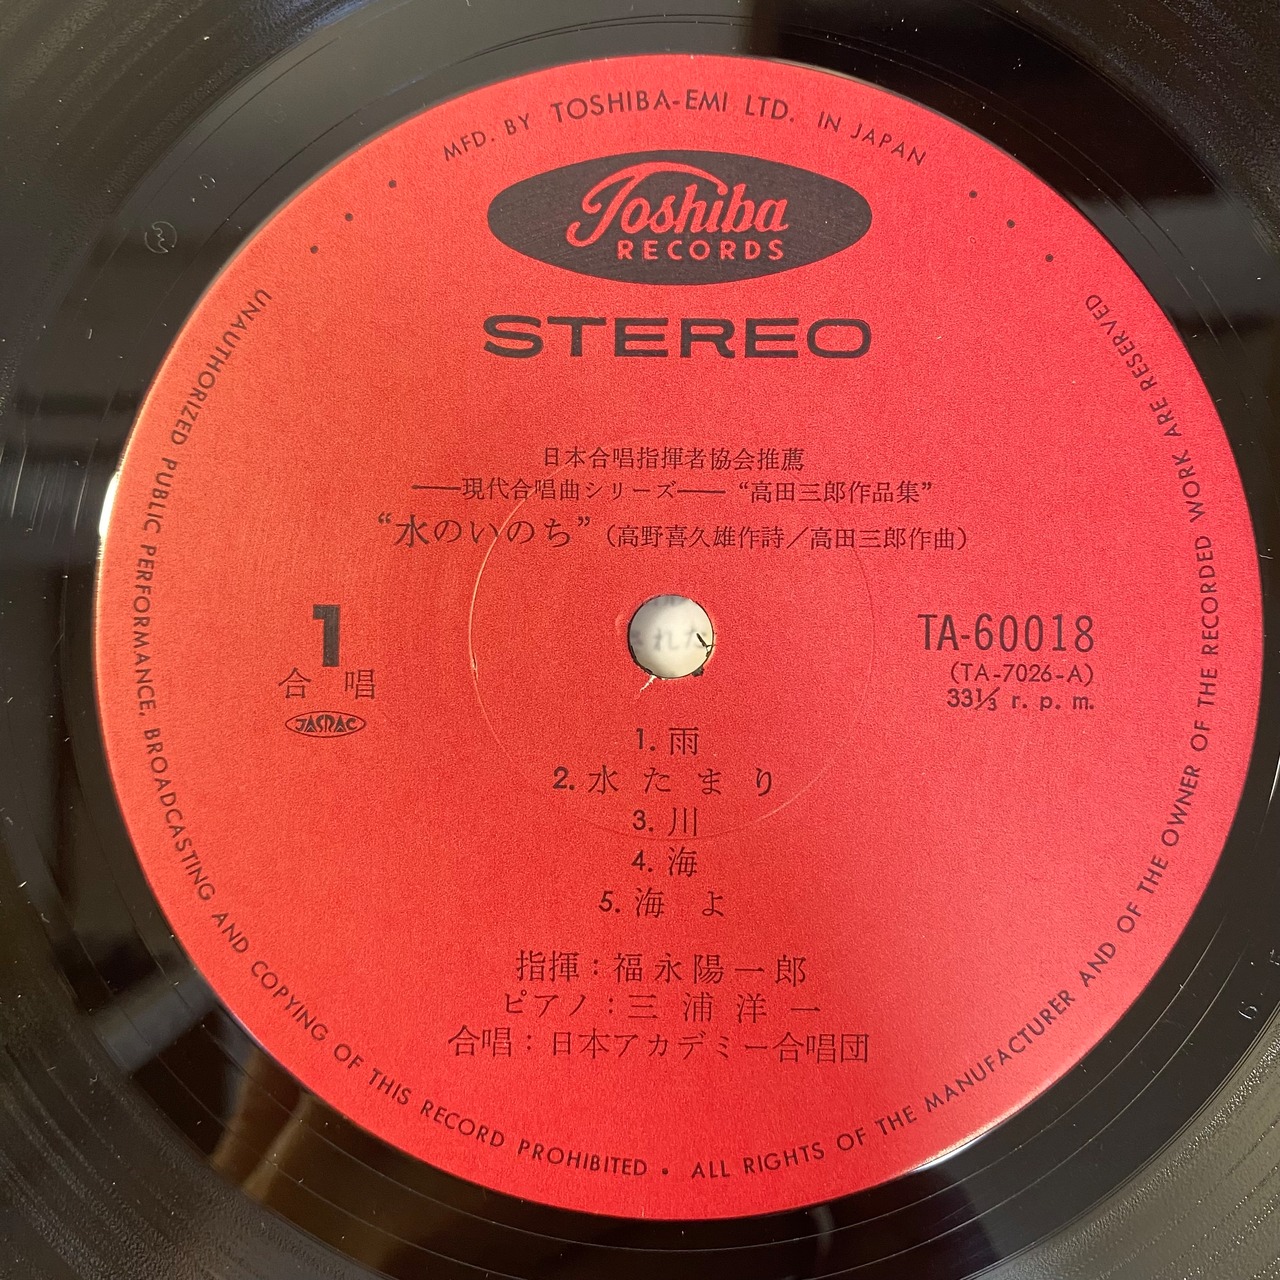 MFD. BY TOSHIBA-EMI LTD. IN JAPAN
Toshiba
RECORDS
STEREO
日本合唱指揮者協会推薦
——現代合唱曲シリーズ—— “高田三郎作品集”
“水のいのち”（高野喜久雄作詩／高田三郎作曲）
1
合唱
JASRAC
TA-60018
(TA-7026-A)
33⅓ r. p. m.
された
1. 雨
2. 水たまり
3. 川
4. 海
5. 海よ
指揮：福永陽一郎
ピアノ：三浦洋一
合唱：日本アカデミー合唱団
UNAUTHORIZED PUBLIC PERFORMANCE, BROADCASTING AND COPYING OF THIS RECORD PROHIBITED • ALL RIGHTS OF THE MANUFACTURER AND OF THE OWNER OF THE RECORDED WORK ARE RESERVED